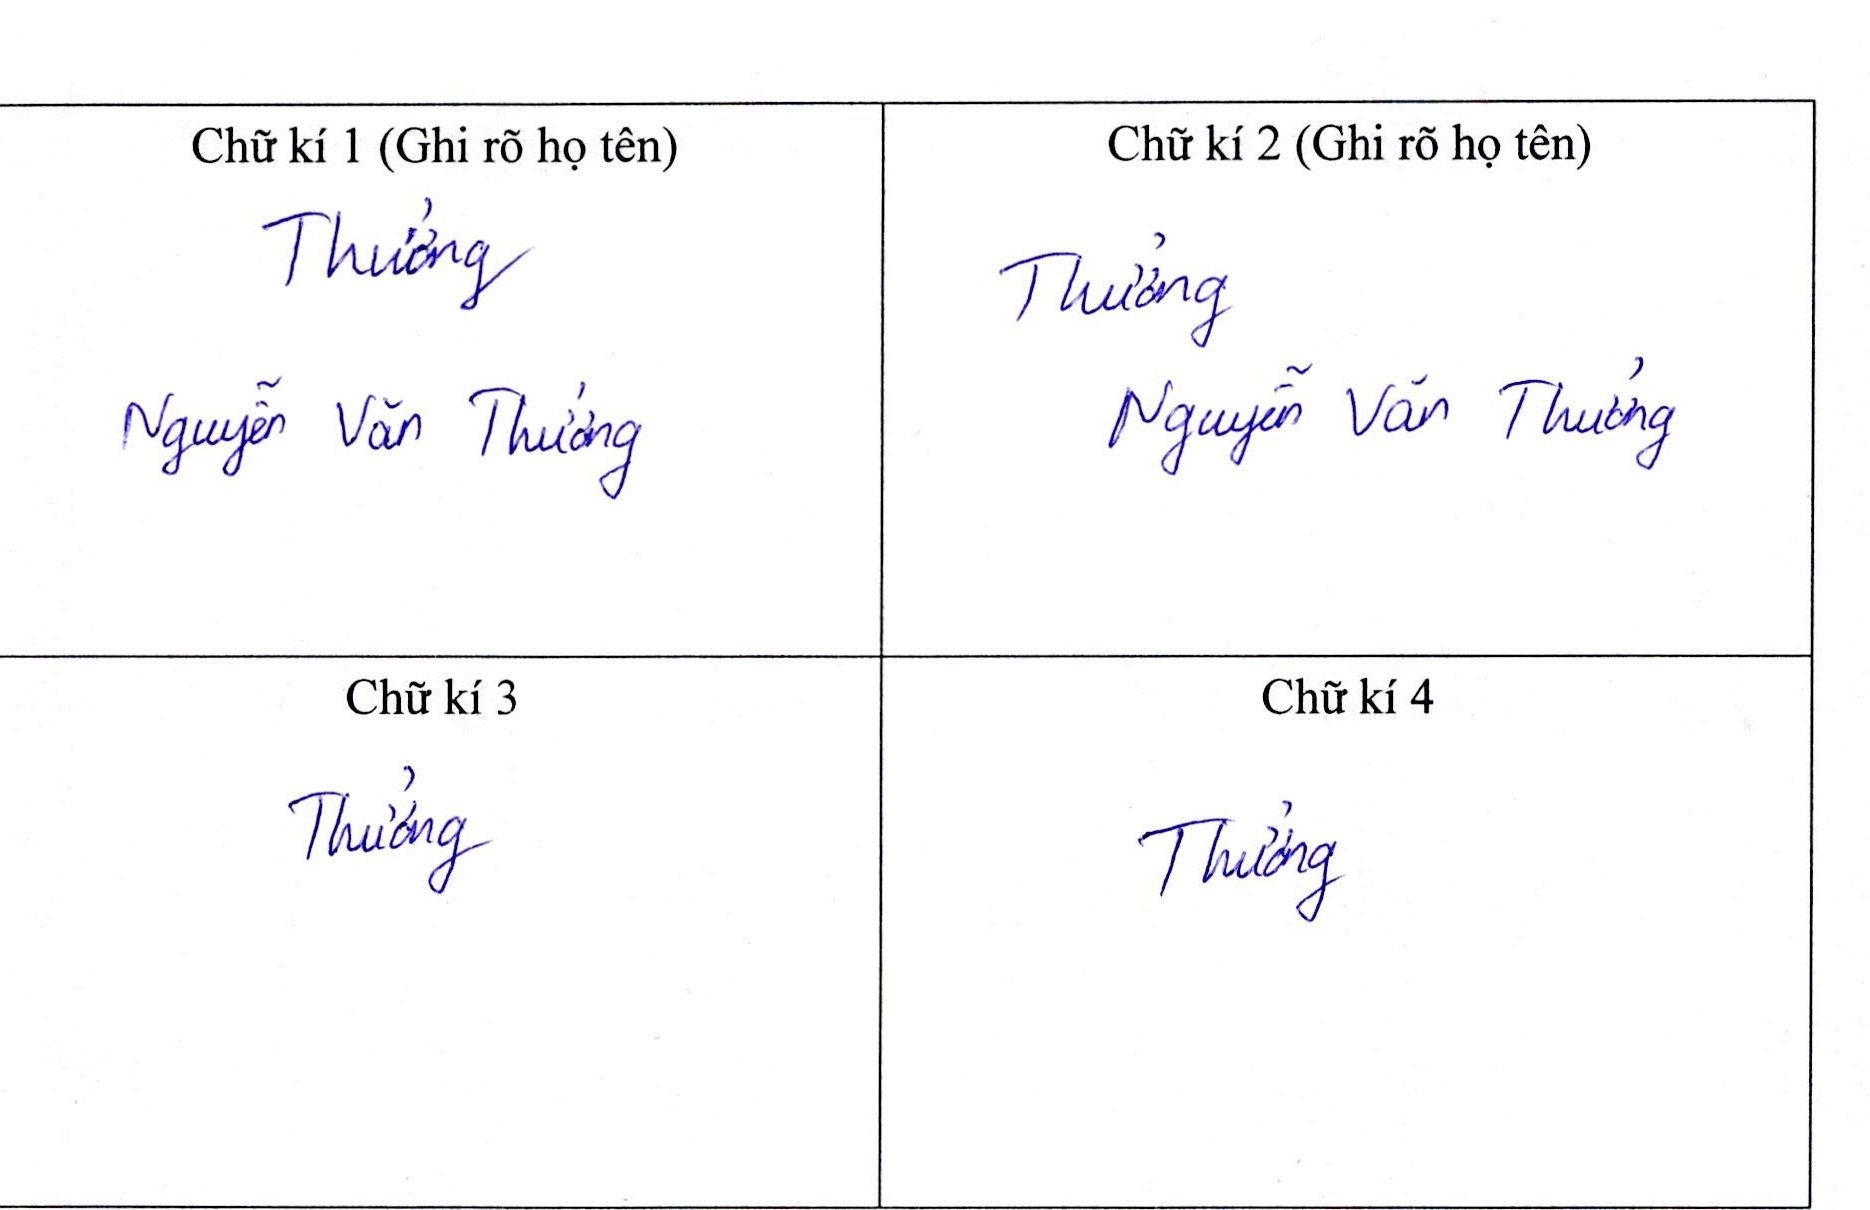 Chữ kí 1 (Ghi rõ họ tên)
Thưởng
Nguyễn Văn Thưởng
Chữ kí 2 (Ghi rõ họ tên)
Thưởng
Nguyễn Văn Thưởng
Chữ kí 3
Thưởng
Chữ kí 4
Thưởng